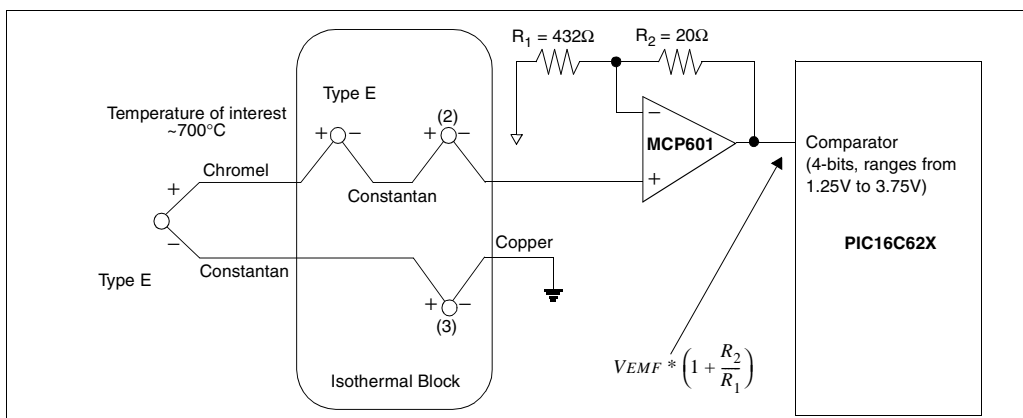 R1 = 432Ω
R2 = 20Ω
Type E
Temperature of interest
~700°C
+ −
(2)
+ −
−
MCP601
+
Comparator
(4-bits, ranges from
1.25V to 3.75V)
PIC16C62X
Chromel
Constantan
+
−
Constantan
Type E
Copper
+ −
(3)
Isothermal Block
VEMF * (1 + R2/R1)